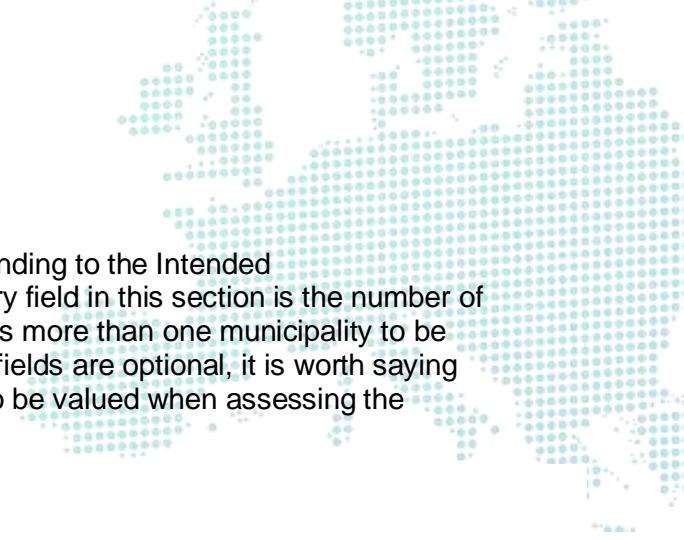 nding to the Intended
ry field in this section is the number of
s more than one municipality to be
fields are optional, it is worth saying
o be valued when assessing the